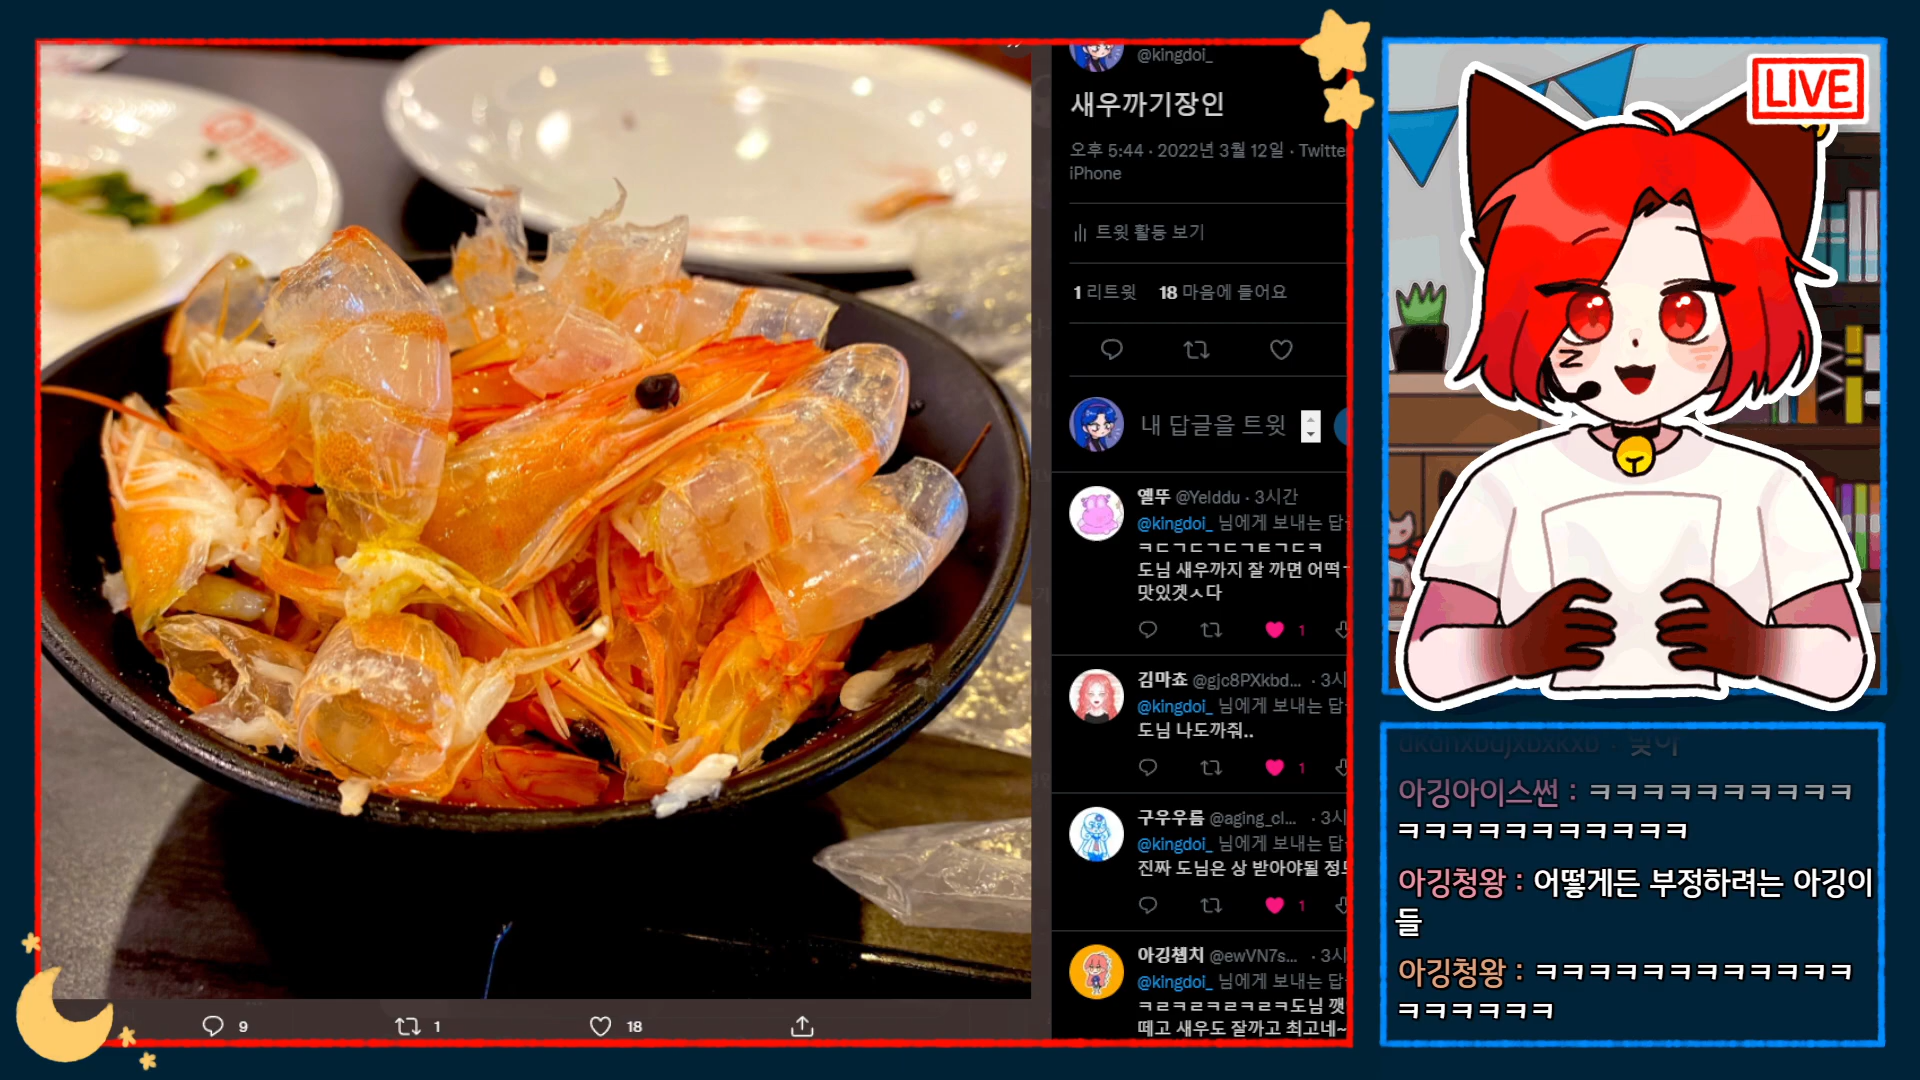 @kingdoi_
새우까기장인
오후 5:44 · 2022년 3월 12일 · Twitte
iPhone
트윗 활동 보기
1 리트윗 18 마음에 들어요
내 답글을 트윗
옐뚜 @Yelddu · 3시간
@kingdoi_ 님에게 보내는 답
ㅋㄷㄱㄷㄱㄷㄱㅌㄱㄷㅋ
도님 새우까지 잘 까면 어떡
맛있겟ㅅ다
1
김마쵸 @gjc8PXkbd... · 3시
@kingdoi_ 님에게 보내는 답
도님 나도까줘..
1
구우우름 @aging_cl... · 3시
@kingdoi_ 님에게 보내는 답
진짜 도님은 상 받아야될 정
1
아깅쳅치 @ewVN7s... · 3시
@kingdoi_ 님에게 보내는 답
ㅋㄹㅋㄹㅋㄹㅋㄹㅋ도님 깻
떼고 새우도 잘까고 최고네~
9 1 18
LIVE
아깅아이스썬 : ㅋㅋㅋㅋㅋㅋㅋㅋㅋㅋ
ㅋㅋㅋㅋㅋㅋㅋㅋㅋㅋㅋ
아깅청왕 : 어떻게든 부정하려는 아깅이
들
아깅청왕 : ㅋㅋㅋㅋㅋㅋㅋㅋㅋㅋㅋㅋ
ㅋㅋㅋㅋㅋㅋ